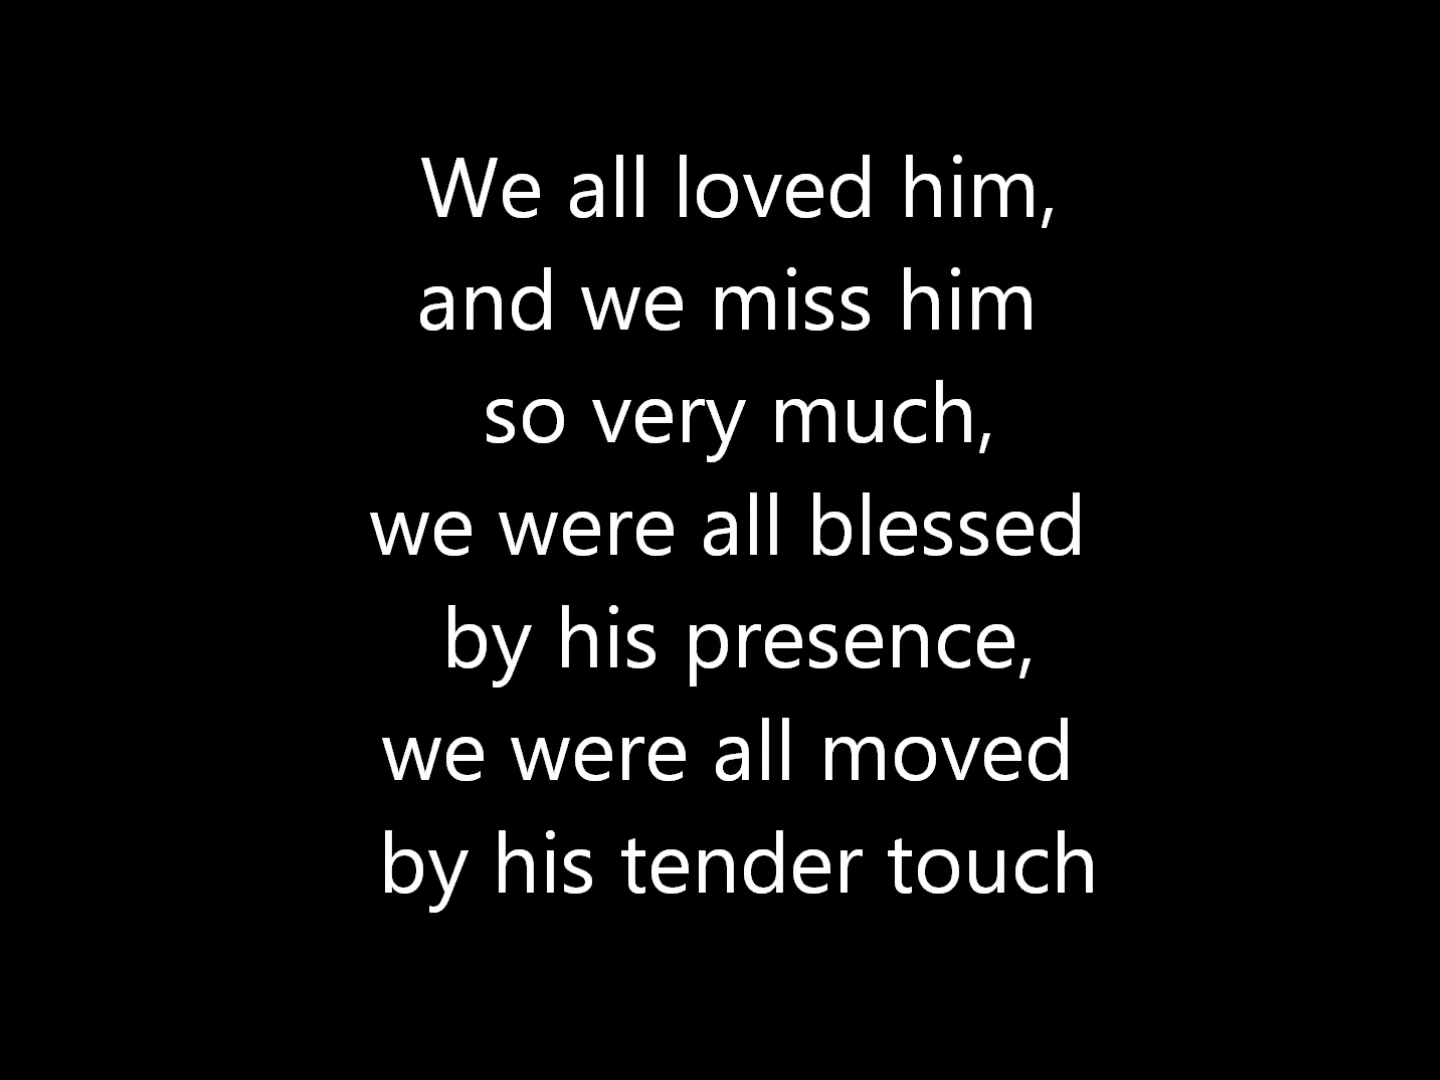 We all loved him,
and we miss him
so very much,
we were all blessed
by his presence,
we were all moved
by his tender touch